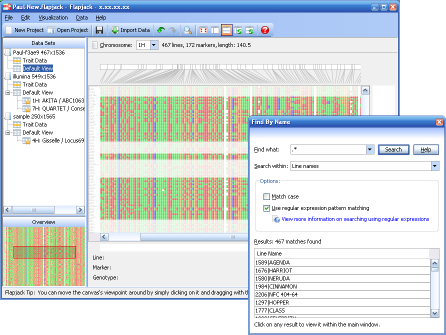 Paul-New.flapjack - Flapjack - x.xx.xx.xx
File Edit Visualization Data Help
New Project Open Project Import Data
Data Sets
Chromosome: 1H 467 lines, 172 markers, length: 140.5
Paul-f3ae9 467x1536
Trait Data
Default View
illumina 549x1536
Trait Data
Default View
1H: AKITA / ABC1063
7H: QUARTET / Conse
sample 250x1565
Trait Data
Default View
4H: Gisselle / Locus69
Overview
Line:
Marker:
Genotype:
Flapjack Tip: You can move the canvas's viewpoint around by simply clicking on it and dragging with th
Find By Name
Find what: .* Search Help
Search within: Line names
Options:
Match case
Use regular expression pattern matching
View more information on searching using regular expressions
Results: 467 matches found
Line Name
1589|AGENDA
1676|HARRIOT
1580|NERUDA
1984|CINNAMON
2206|NFC 404-64
1297|HOPPER
1777|CLASS
Click on any result to view it within the main window.